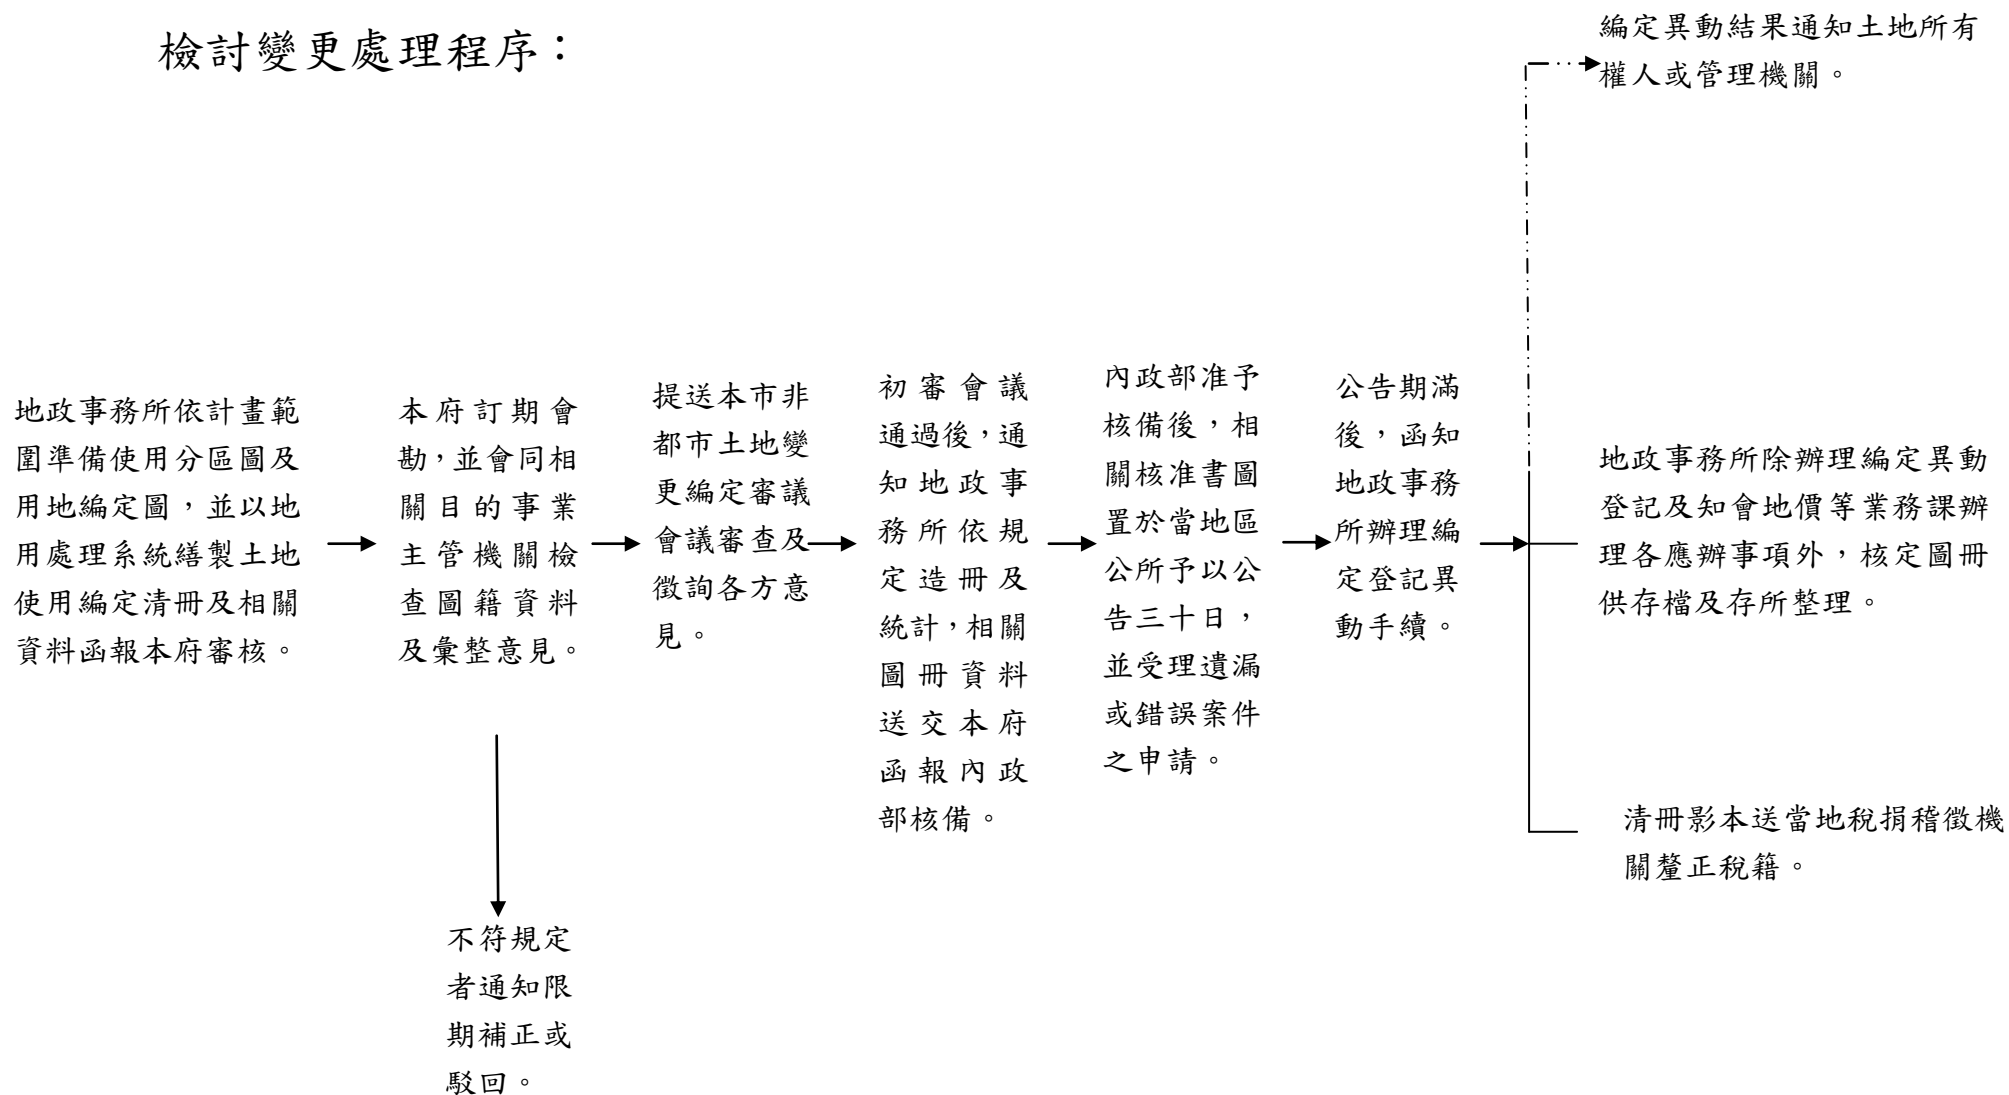 檢討變更處理程序：
地政事務所依計畫範
圍準備使用分區圖及
用地編定圖，並以地
用處理系統繕製土地
使用編定清冊及相關
資料函報本府審核。
本府訂期會
勘，並會同相
關目的事業
主管機關檢
查圖籍資料
及彙整意見。
不符規定
者通知限
期補正或
駁回。
提送本市非
都市土地變
更編定審議
會議審查及
徵詢各方意
見。
初審會議
通過後，通
知地政事
務所依規
定造冊及
統計，相關
圖冊資料
送交本府
函報內政
部核備。
內政部准予
核備後，相
關核准書圖
置於當地區
公所予以公
告三十日，
並受理遺漏
或錯誤案件
之申請。
公告期滿
後，函知
地政事務
所辦理編
定登記異
動手續。
編定異動結果通知土地所有
權人或管理機關。
地政事務所除辦理編定異動
登記及知會地價等業務課辦
理各應辦事項外，核定圖冊
供存檔及存所整理。
清冊影本送當地稅捐稽徵機
關釐正稅籍。